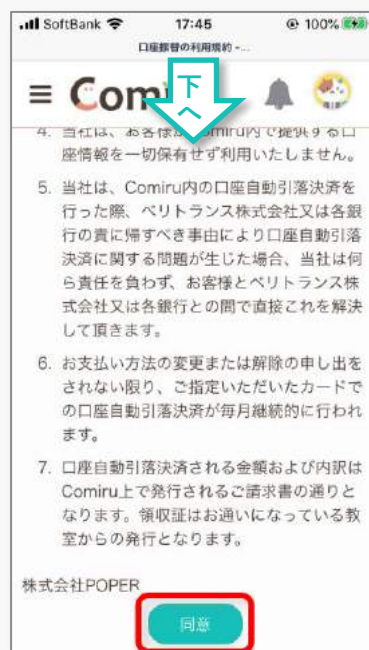 SoftBank 17:45 100%
口座振替の利用規約 -...
Com
下
へ
4. 当社は、お客様が Comiru内で提供する口
座情報を一切保有せず利用いたしません。
5. 当社は、Comiru内の口座自動引落決済を
行った際、ベリトランス株式会社又は各銀
行の責に帰すべき事由により口座自動引落
決済に関する問題が生じた場合、当社は何
ら責任を負わず、お客様とベリトランス株
式会社又は各銀行との間で直接これを解決
して頂きます。
6. お支払い方法の変更または解除の申し出を
されない限り、ご指定いただいたカードで
の口座自動引落決済が毎月継続的に行われ
ます。
7. 口座自動引落決済される金額および内訳は
Comiru上で発行されるご請求書の通りと
なります。領収証はお通いになっている教
室からの発行となります。
株式会社POPER
同意